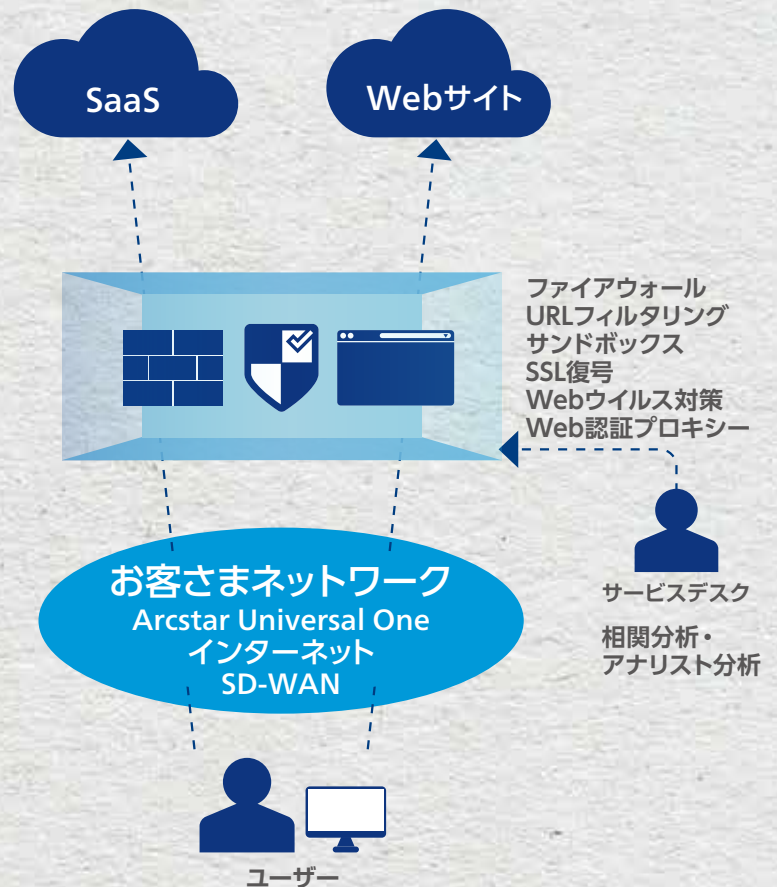 SaaS
Webサイト
ファイアウォール
URLフィルタリング
サンドボックス
SSL復号
Webウイルス対策
Web認証プロキシー
サービスデスク
相関分析・
アナリスト分析
お客さまネットワーク
Arcstar Universal One
インターネット
SD-WAN
ユーザー